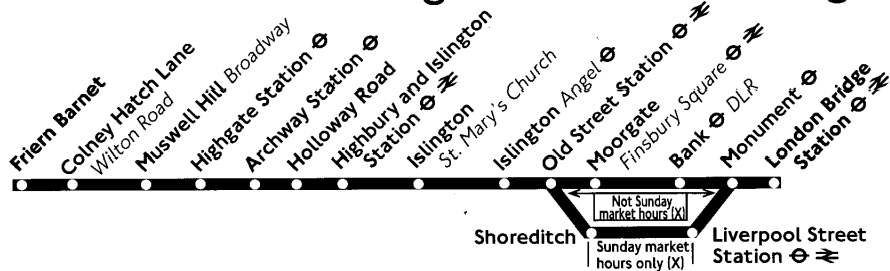 Friern Barnet
Colney Hatch Lane
Wilton Road
Muswell Hill Broadway
Highgate Station
Archway Station
Holloway Road
Highbury and Islington
Station
Islington
St. Mary's Church
Islington Angel
Old Street Station
Moorgate
Finsbury Square
Bank DLR
Monument
London Bridge
Station
Not Sunday
market hours (X)
Shoreditch
Sunday market
hours only (X)
Liverpool Street
Station